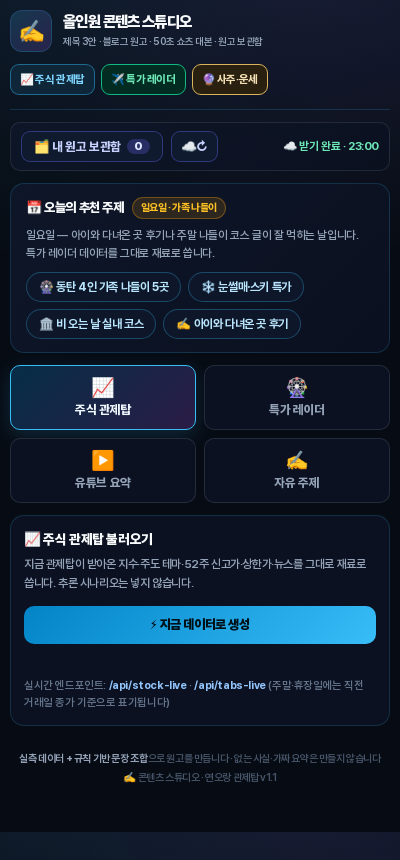 올인원 콘텐츠 스튜디오
제목 3안 · 블로그 원고 · 50초 쇼츠 대본 · 원고 보관함
📈 주식 관제탑 ✈️ 특가 레이더 🔮 사주·운세
🗂️ 내 원고 보관함 0 ☁️↻ ☁️ 받기 완료 · 23:00
📅 오늘의 추천 주제 일요일 · 가족 나들이
일요일 — 아이와 다녀온 곳 후기나 주말 나들이 코스 글이 잘 먹히는 날입니다.
특가 레이더 데이터를 그대로 재료로 씁니다.
🎡 동탄 4인 가족 나들이 5곳 ❄️ 눈썰매·스키 특가
🏛️ 비 오는 날 실내 코스 ✍️ 아이와 다녀온 곳 후기
📈 🎡
주식 관제탑 특가 레이더
▶️ ✍️
유튜브 요약 자유 주제
📈 주식 관제탑 불러오기
지금 관제탑이 받아온 지수·주도 테마·52주 신고가·상한가·뉴스를 그대로 재료로
씁니다. 추론 시나리오는 넣지 않습니다.
⚡ 지금 데이터로 생성
실시간 엔드포인트: /api/stock-live · /api/tabs-live (주말·휴장일에는 직전
거래일 종가 기준으로 표기됩니다)
실측 데이터 + 규칙 기반 문장 조합으로 원고를 만듭니다 · 없는 사실·가짜 요약은 만들지 않습니다
✍️ 콘텐츠 스튜디오 · 연오랑 관제탑 v1.1